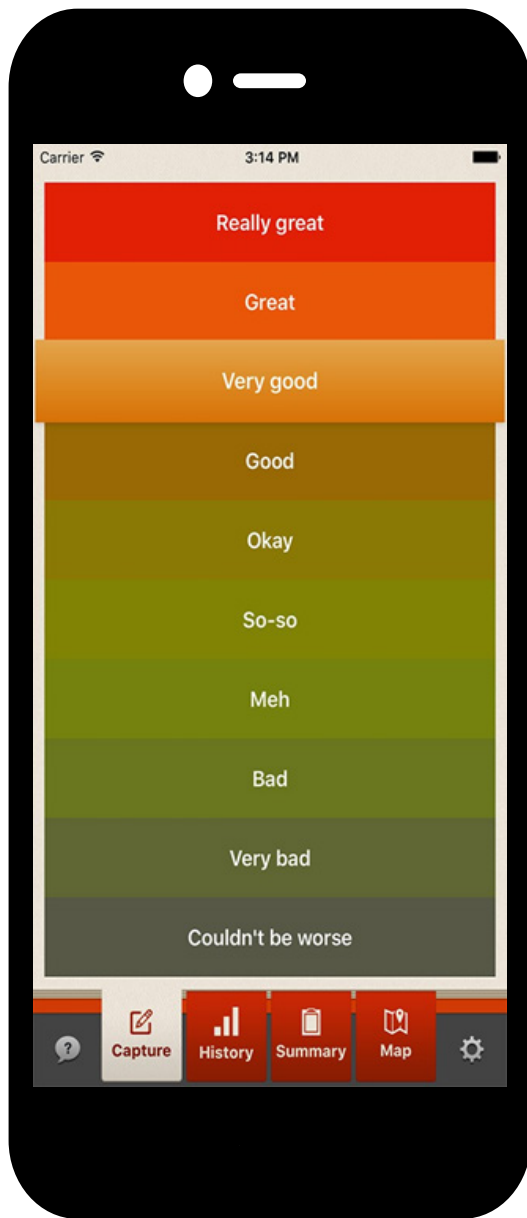 Carrier 3:14 PM
Really great
Great
Very good
Good
Okay
So-so
Meh
Bad
Very bad
Couldn't be worse
? Capture History Summary Map